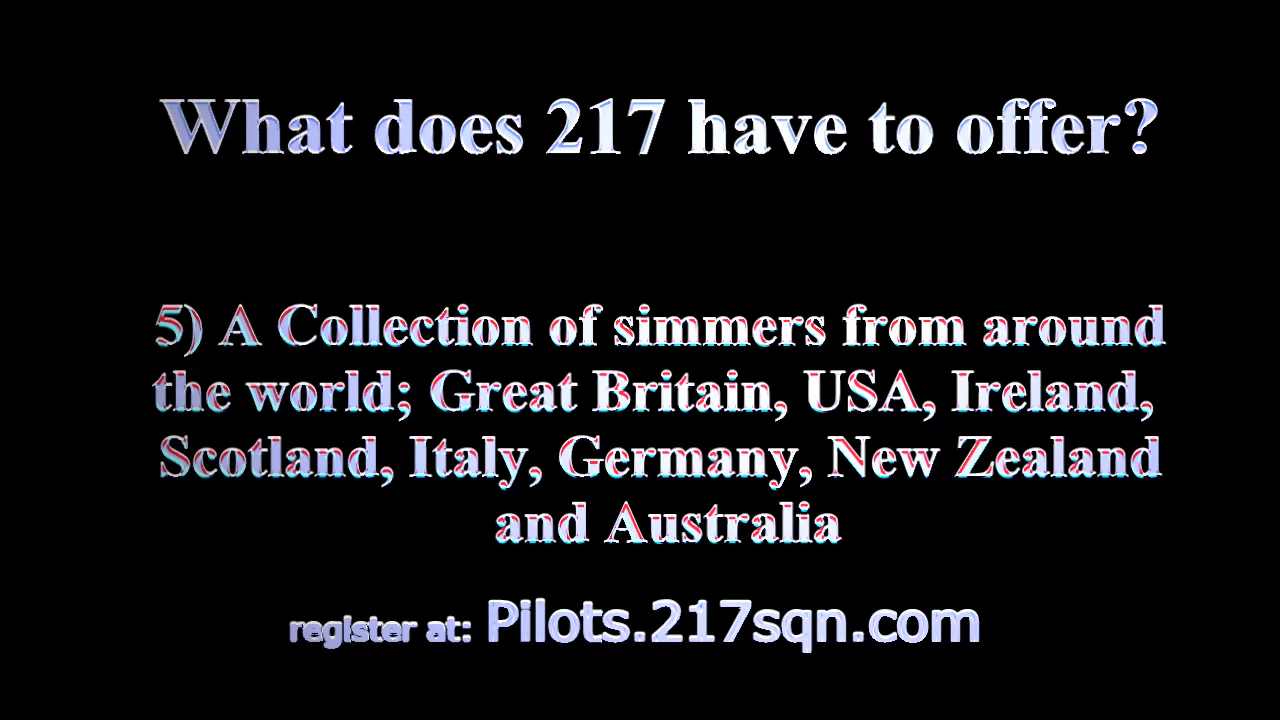 What does 217 have to offer?
5) A Collection of simmers from around
the world; Great Britain, USA, Ireland,
Scotland, Italy, Germany, New Zealand
and Australia
register at: Pilots.217sqn.com